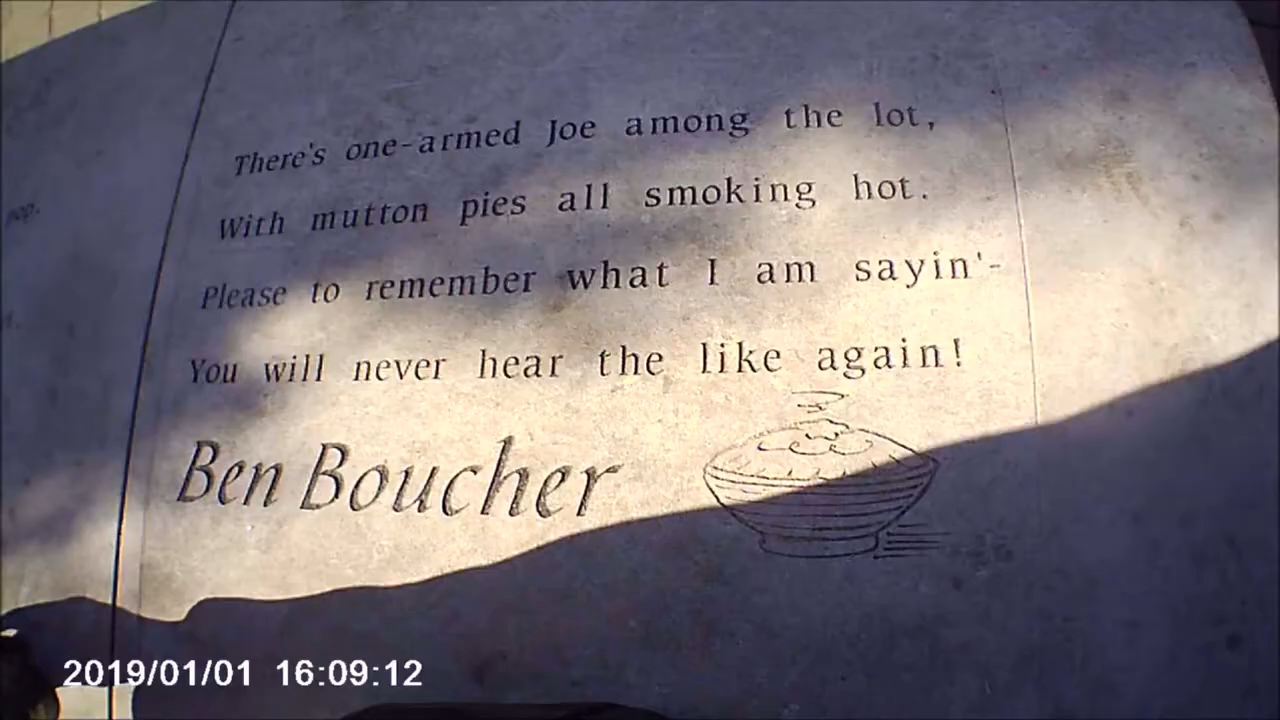 There's one-armed Joe among the lot,
With mutton pies all smoking hot.
Please to remember what I am sayin'-
You will never hear the like again!
Ben Boucher
pop.
2019/01/01 16:09:12